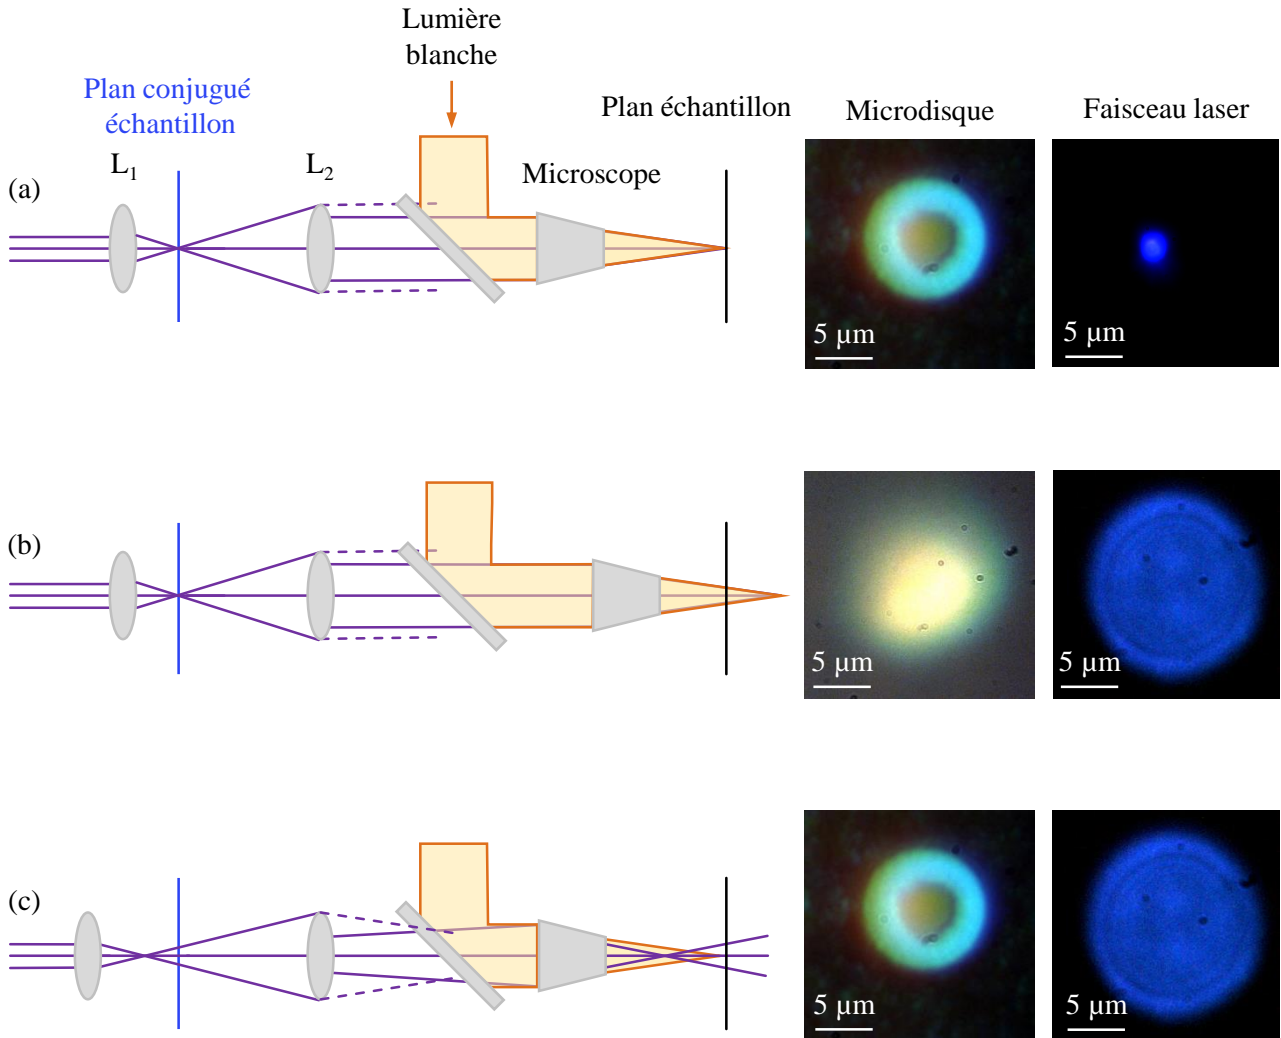 Lumière
blanche
Plan conjugué
échantillon
Plan échantillon
Microdisque
Faisceau laser
L1
L2
Microscope
(a)
5 µm
5 µm
(b)
5 µm
5 µm
(c)
5 µm
5 µm